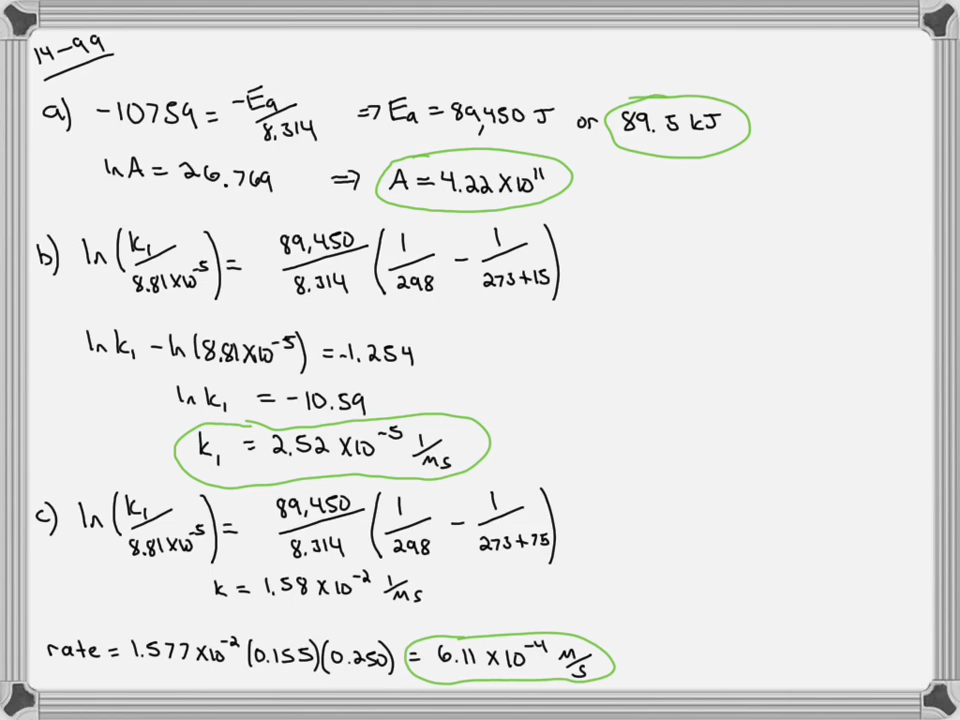 14-99
a) -10759 = -Ea/8.314 ⇒ Ea = 89,450 J or 89.5 kJ
ln A = 26.769 ⇒ A = 4.22 x 10^11
b) ln(k₁/8.81x10^-5) = 89,450/8.314 (1/298 - 1/273+15)
ln k₁ - ln(8.81x10^-5) = -1.254
ln k₁ = -10.59
k₁ = 2.52 x 10^-5 1/Ms
c) ln(k₁/8.81x10^-5) = 89,450/8.314 (1/298 - 1/273+75)
k = 1.58 x 10^-2 1/Ms
rate = 1.577 x 10^-2 (0.155)(0.250) = 6.11 x 10^-4 M/s